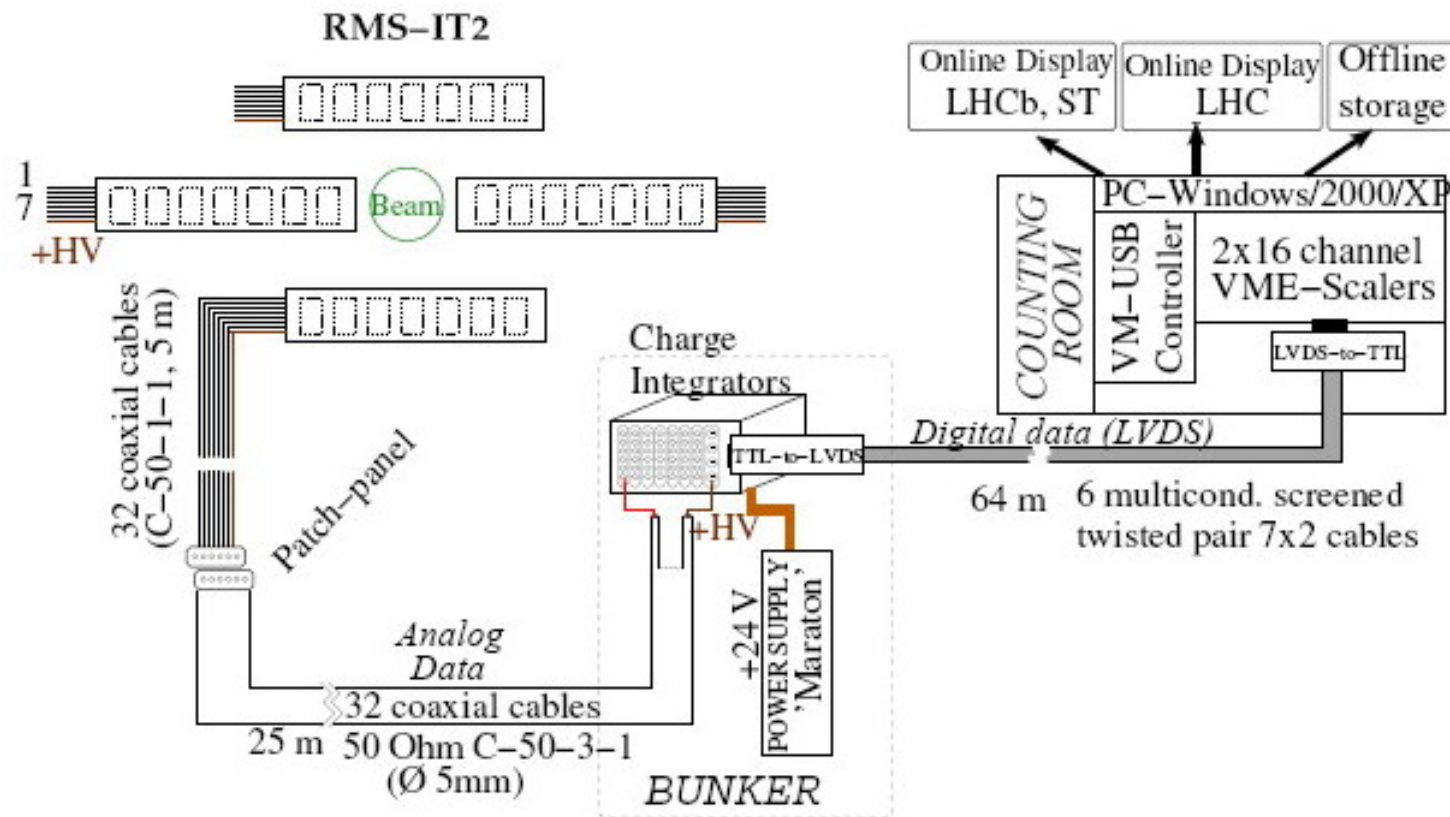 RMS–IT2
1
7
+HV
Beam
32 coaxial cables
(C–50–1–1, 5 m)
Patch–panel
Analog
Data
32 coaxial cables
25 m
50 Ohm C–50–3–1
(Ø 5mm)
Charge
Integrators
TTL–to–LVDS
+HV
+24 V
POWER SUPPLY
'Maraton'
BUNKER
Digital data (LVDS)
64 m
6 multicond. screened
twisted pair 7x2 cables
Online Display
LHCb, ST
Online Display
LHC
Offline
storage
COUNTING
ROOM
PC–Windows/2000/XP
VM–USB
Controller
2x16 channel
VME–Scalers
LVDS–to–TTL